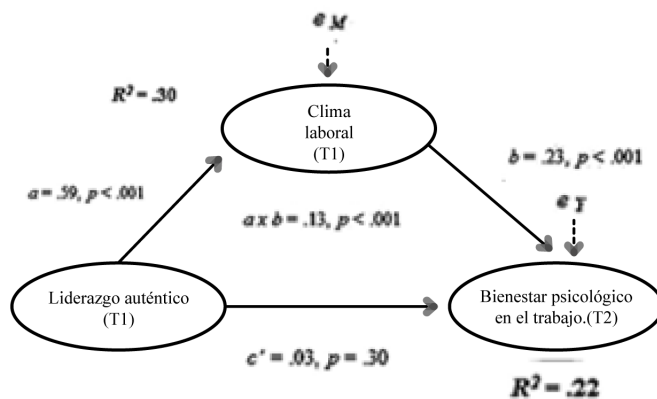 e M
R² = .30
Clima
laboral
(T1)
b = .23, p < .001
a = .59, p < .001
e Y
a x b = .13, p < .001
Liderazgo auténtico
(T1)
Bienestar psicológico
en el trabajo.(T2)
c' = .03, p = .30
R² = .22